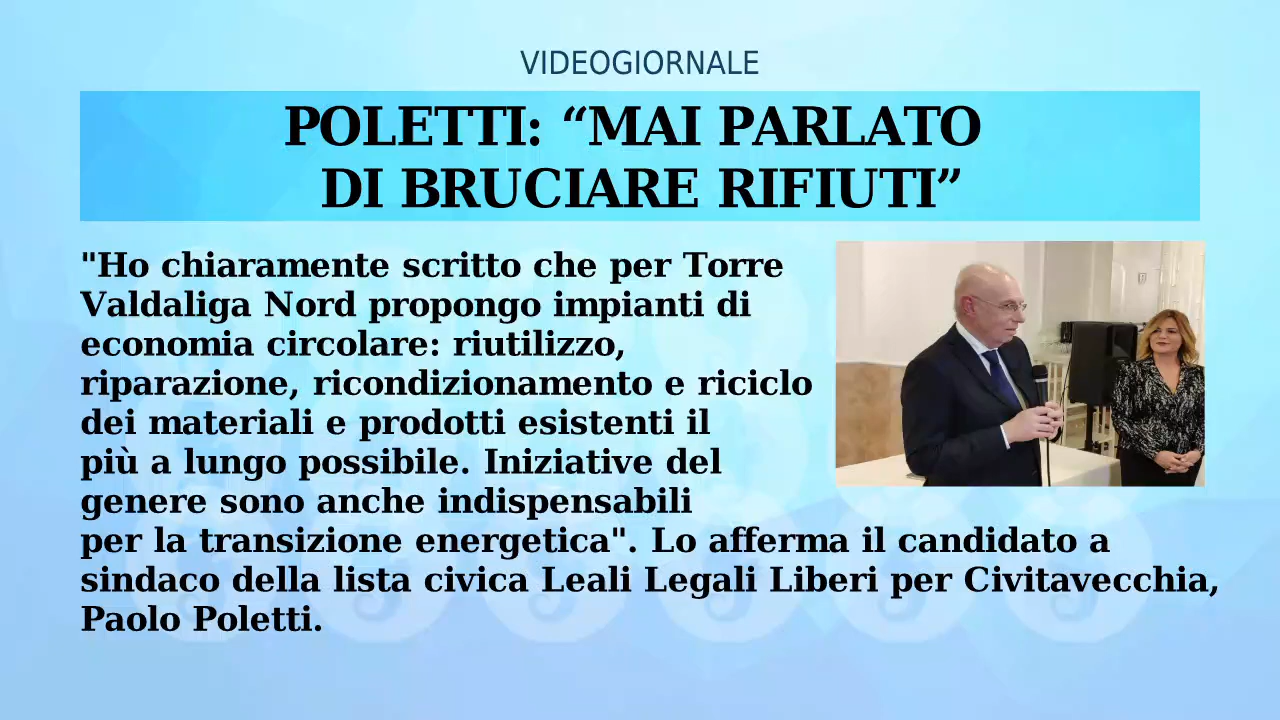 VIDEOGIORNALE
POLETTI: “MAI PARLATO
DI BRUCIARE RIFIUTI”
"Ho chiaramente scritto che per Torre
Valdaliga Nord propongo impianti di
economia circolare: riutilizzo,
riparazione, ricondizionamento e riciclo
dei materiali e prodotti esistenti il
più a lungo possibile. Iniziative del
genere sono anche indispensabili
per la transizione energetica". Lo afferma il candidato a
sindaco della lista civica Leali Legali Liberi per Civitavecchia,
Paolo Poletti.